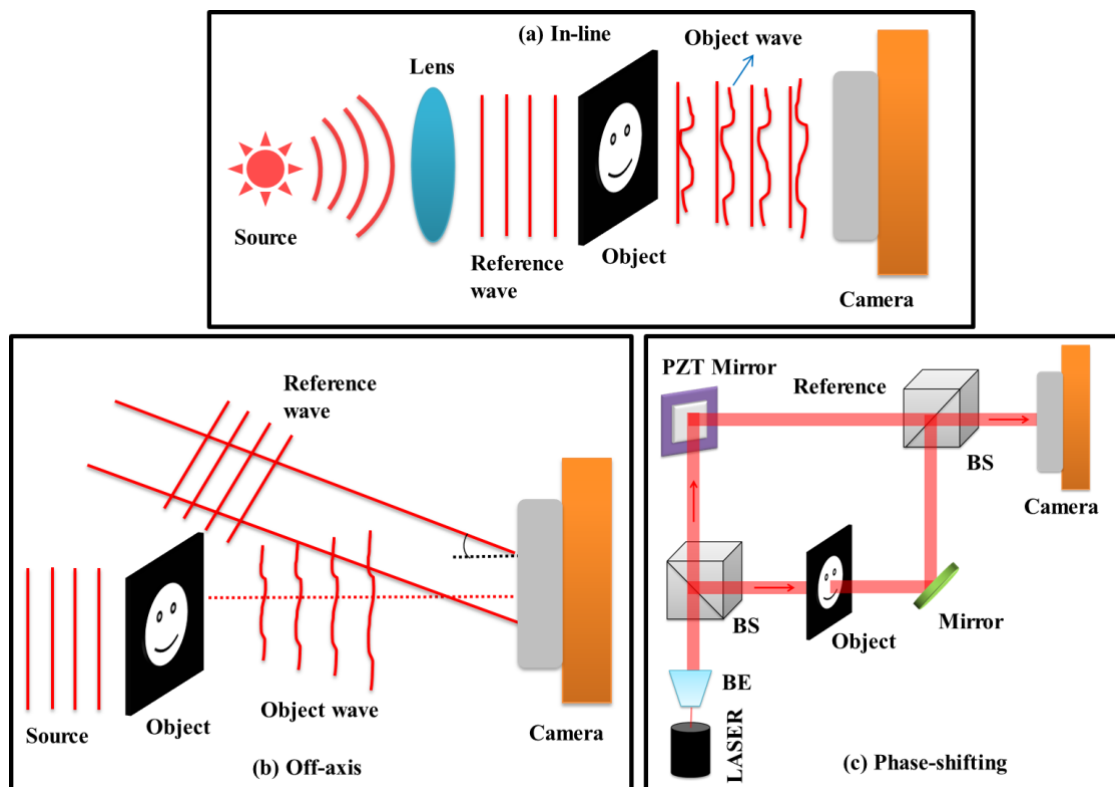 (a) In-line
Object wave
Lens
Source
Reference
wave
Object
Camera
Reference
wave
Source
Object
Object wave
Camera
(b) Off-axis
PZT Mirror
Reference
BS
Camera
BS
Object
Mirror
BE
LASER
(c) Phase-shifting